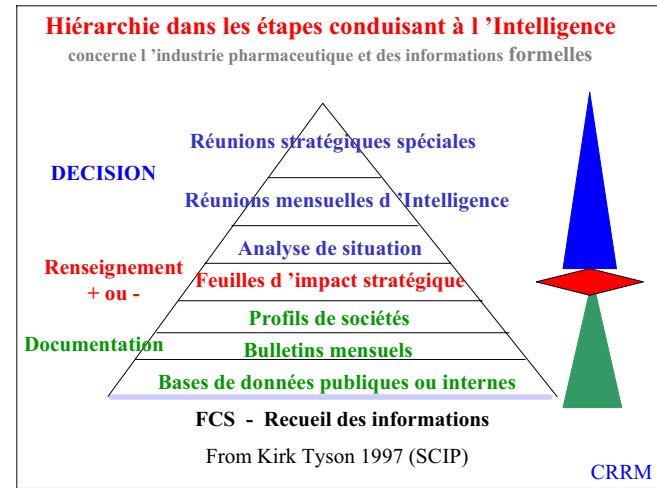 Hiérarchie dans les étapes conduisant à l ’Intelligence
concerne l ’industrie pharmaceutique et des informations formelles
Réunions stratégiques spéciales
DECISION
Réunions mensuelles d ’Intelligence
Analyse de situation
Renseignement
+ ou -
Feuilles d ’impact stratégique
Profils de sociétés
Documentation
Bulletins mensuels
Bases de données publiques ou internes
FCS - Recueil des informations
From Kirk Tyson 1997 (SCIP)
CRRM